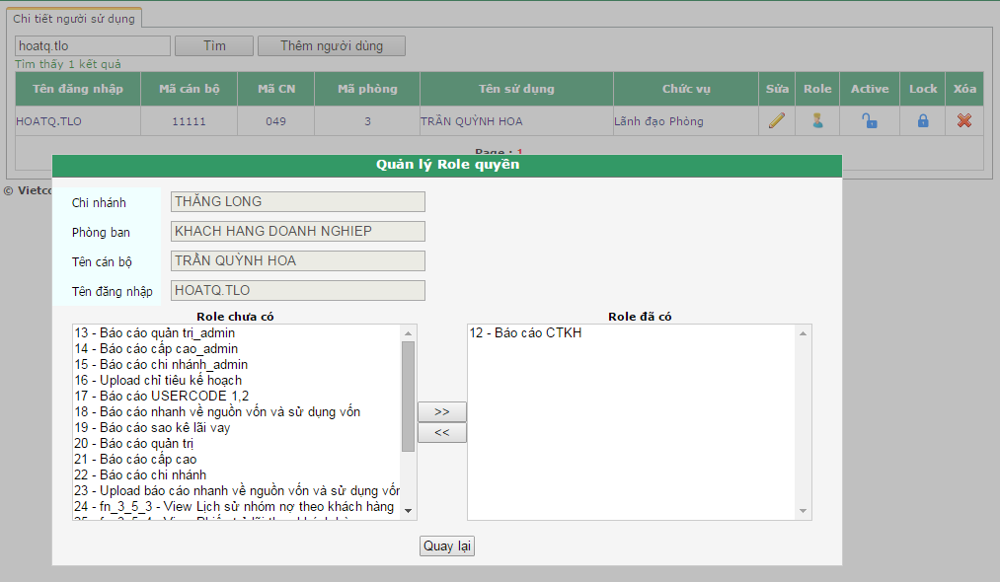 Chi tiết người sử dụng
hoatq.tlo Tìm Thêm người dùng
Tìm thấy 1 kết quả
Tên đăng nhập Mã cán bộ Mã CN Mã phòng Tên sử dụng Chức vụ Sửa Role Active Lock Xóa
HOATQ.TLO 11111 049 3 TRẦN QUỲNH HOA Lãnh đạo Phòng
Page : 1
Quản lý Role quyền
© Vietco
Chi nhánh THĂNG LONG
Phòng ban KHACH HANG DOANH NGHIEP
Tên cán bộ TRẦN QUỲNH HOA
Tên đăng nhập HOATQ.TLO
Role chưa có Role đã có
13 - Báo cáo quản trị_admin 12 - Báo cáo CTKH
14 - Báo cáo cấp cao_admin
15 - Báo cáo chi nhánh_admin
16 - Upload chỉ tiêu kế hoạch
17 - Báo cáo USERCODE 1,2
18 - Báo cáo nhanh về nguồn vốn và sử dụng vốn
>>
19 - Báo cáo sao kê lãi vay
<<
20 - Báo cáo quản trị
21 - Báo cáo cấp cao
22 - Báo cáo chi nhánh
23 - Upload báo cáo nhanh về nguồn vốn và sử dụng vốn
24 - fn_3_5_3 - View Lịch sử nhóm nợ theo khách hàng
Quay lại